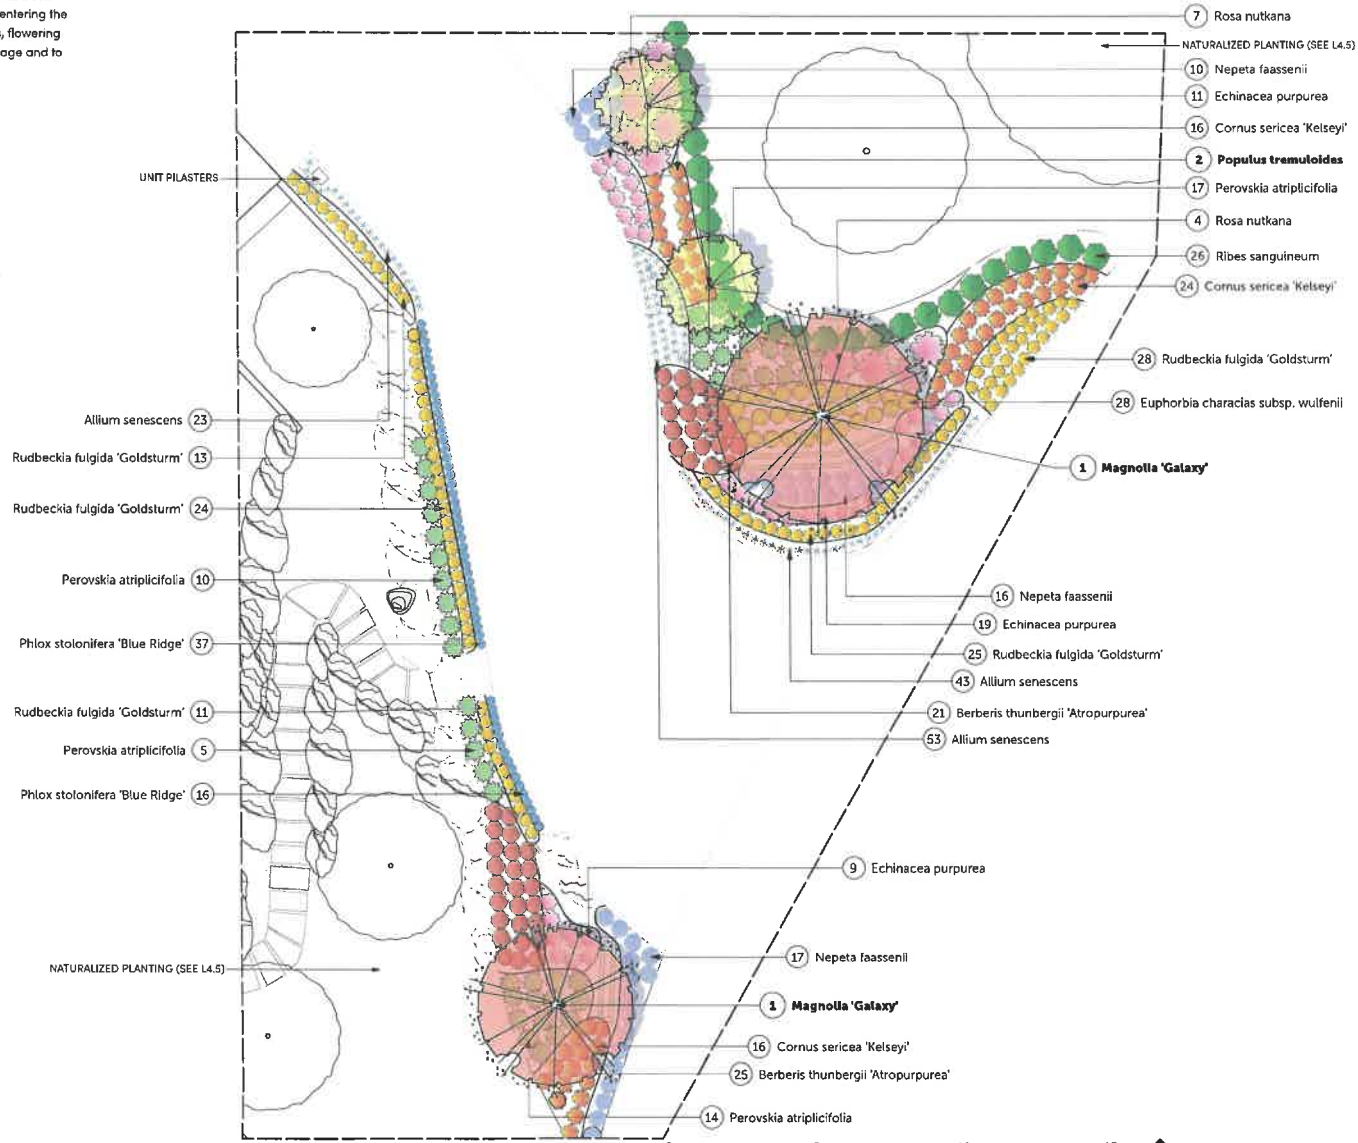 entering the
s, flowering
age and to
7 Rosa nutkana
NATURALIZED PLANTING (SEE L4.5)
10 Nepeta faassenii
11 Echinacea purpurea
16 Cornus sericea 'Kelseyi'
2 Populus tremuloides
17 Perovskia atriplicifolia
4 Rosa nutkana
26 Ribes sanguineum
24 Cornus sericea 'Kelseyi'
28 Rudbeckia fulgida 'Goldsturm'
28 Euphorbia characias subsp. wulfenii
1 Magnolia 'Galaxy'
UNIT PILASTERS
Allium senescens 23
Rudbeckia fulgida 'Goldsturm' 13
Rudbeckia fulgida 'Goldsturm' 24
Perovskia atriplicifolia 10
Phlox stolonifera 'Blue Ridge' 37
Rudbeckia fulgida 'Goldsturm' 11
Perovskia atriplicifolia 5
Phlox stolonifera 'Blue Ridge' 16
16 Nepeta faassenii
19 Echinacea purpurea
25 Rudbeckia fulgida 'Goldsturm'
43 Allium senescens
21 Berberis thunbergii 'Atropurpurea'
53 Allium senescens
9 Echinacea purpurea
NATURALIZED PLANTING (SEE L4.5)
17 Nepeta faassenii
1 Magnolia 'Galaxy'
16 Cornus sericea 'Kelseyi'
25 Berberis thunbergii 'Atropurpurea'
14 Perovskia atriplicifolia